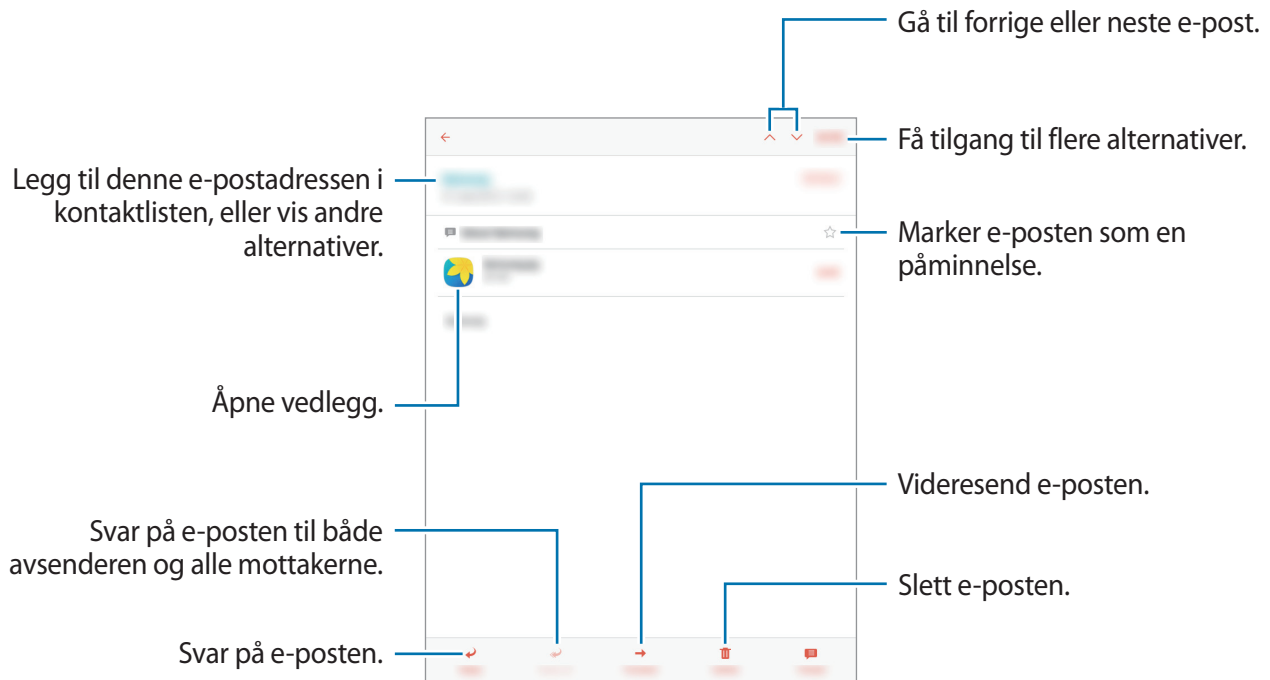 Gå til forrige eller neste e-post.
Få tilgang til flere alternativer.
Legg til denne e-postadressen i
kontaktlisten, eller vis andre
alternativer.
Marker e-posten som en
påminnelse.
Åpne vedlegg.
Videresend e-posten.
Svar på e-posten til både
avsenderen og alle mottakerne.
Slett e-posten.
Svar på e-posten.